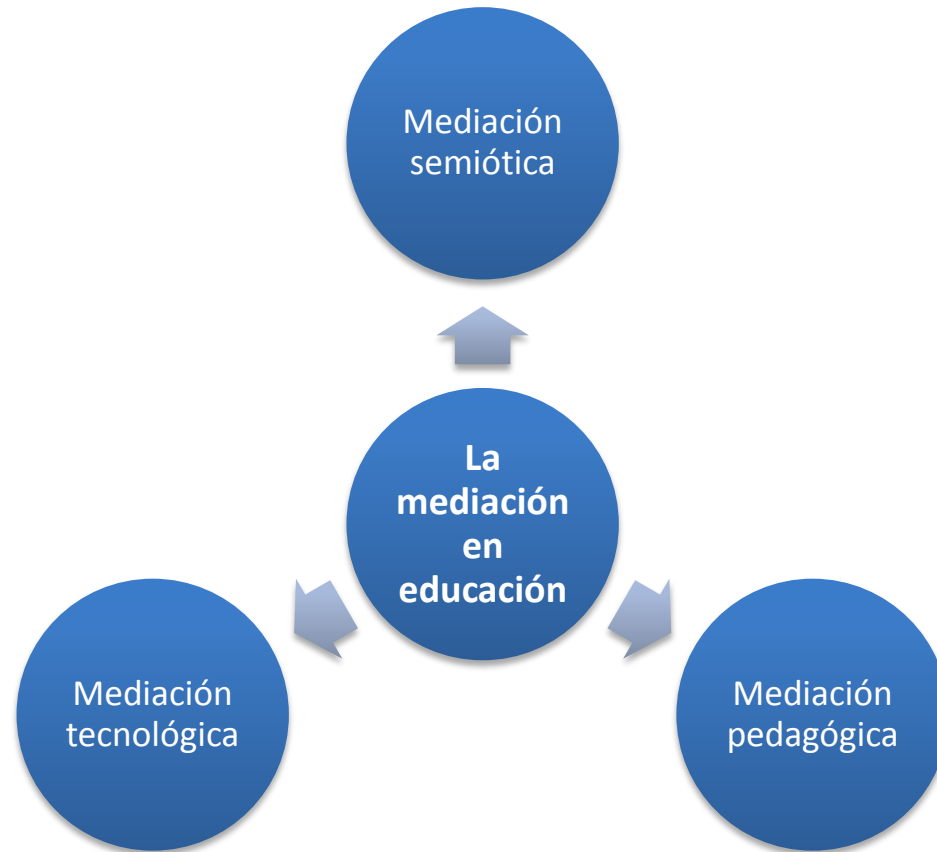 Mediación
semiótica
La
mediación
en
educación
Mediación
tecnológica
Mediación
pedagógica